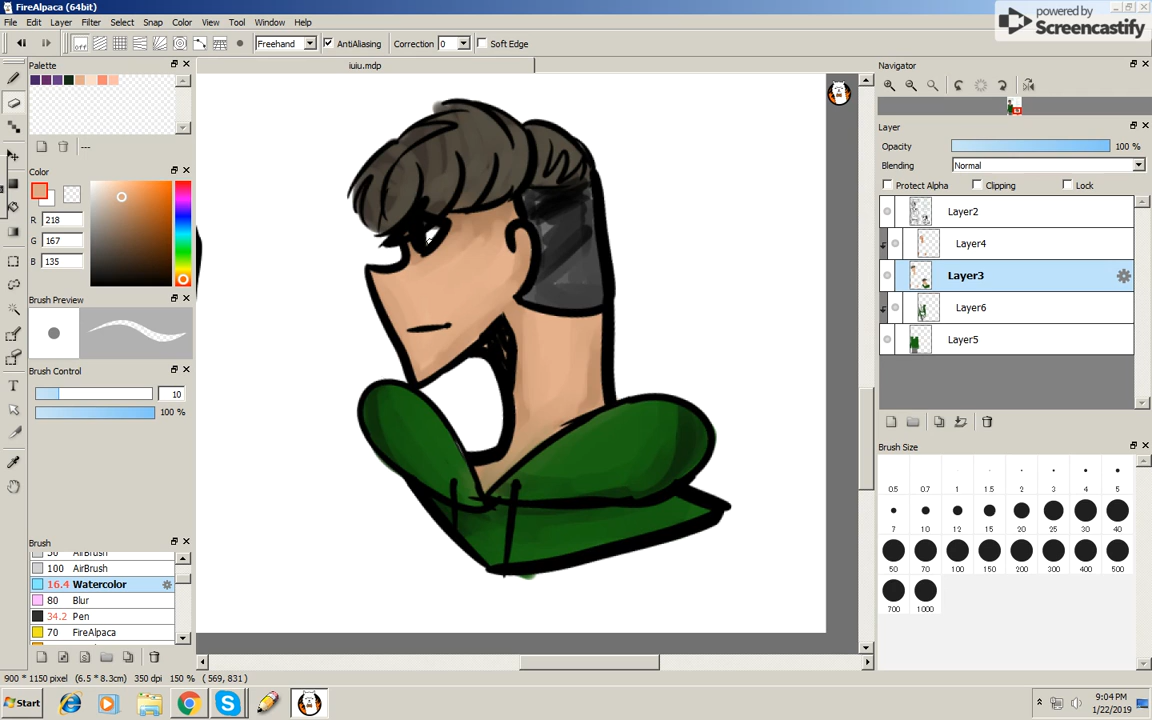 FireAlpaca (64bit)
powered by
Screencastify
File Edit Layer Filter Select Snap Color View Tool Window Help
off Freehand AntiAliasing Correction 0 Soft Edge
Palette
iuiu.mdp
Navigator
---
Color
R 218
G 167
B 135
Layer
Opacity 100 %
Blending Normal
Protect Alpha Clipping Lock
Layer2
Layer4
Layer3
Layer6
Layer5
Brush Preview
Brush Control
10
100 %
Brush Size
0.5 0.7 1 1.5 2 3 4 5
7 10 12 15 20 25 30 40
50 70 100 150 200 300 400 500
700 1000
Brush
50 AirBrush
100 AirBrush
16.4 Watercolor
80 Blur
34.2 Pen
70 FireAlpaca
900 * 1150 pixel (6.5 * 8.3cm) 350 dpi 150 % ( 569, 831 )
Start
9:04 PM
1/22/2019